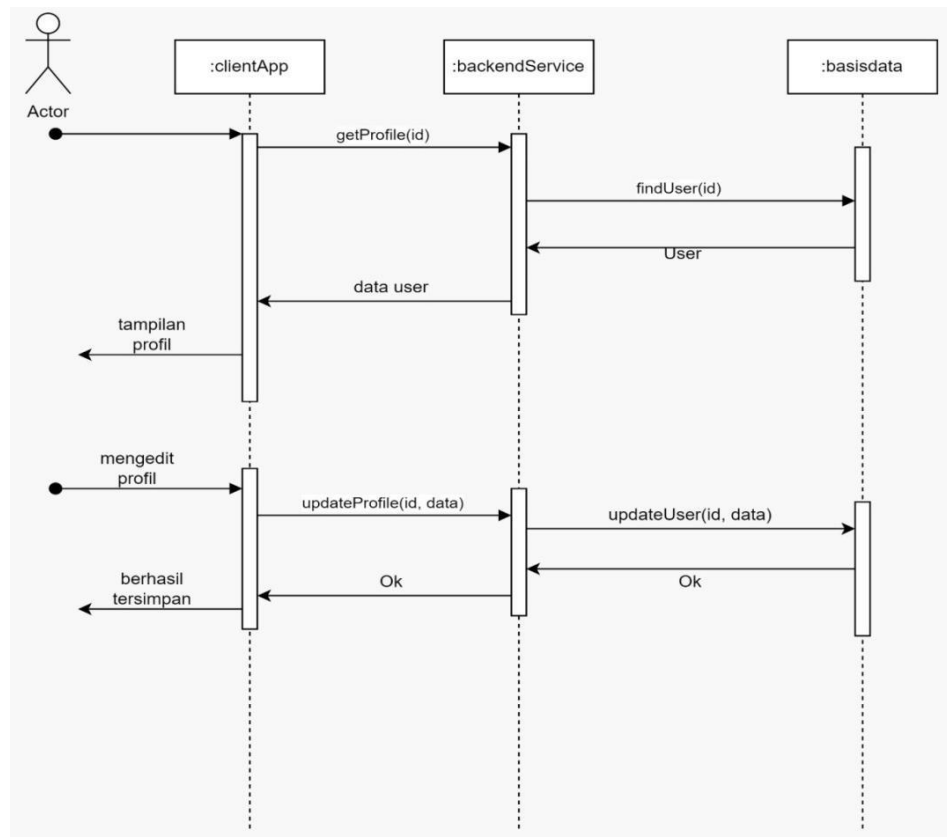 :clientApp
:backendService
:basisdata
Actor
getProfile(id)
findUser(id)
User
data user
tampilan
profil
mengedit
profil
updateProfile(id, data)
updateUser(id, data)
berhasil
tersimpan
Ok
Ok